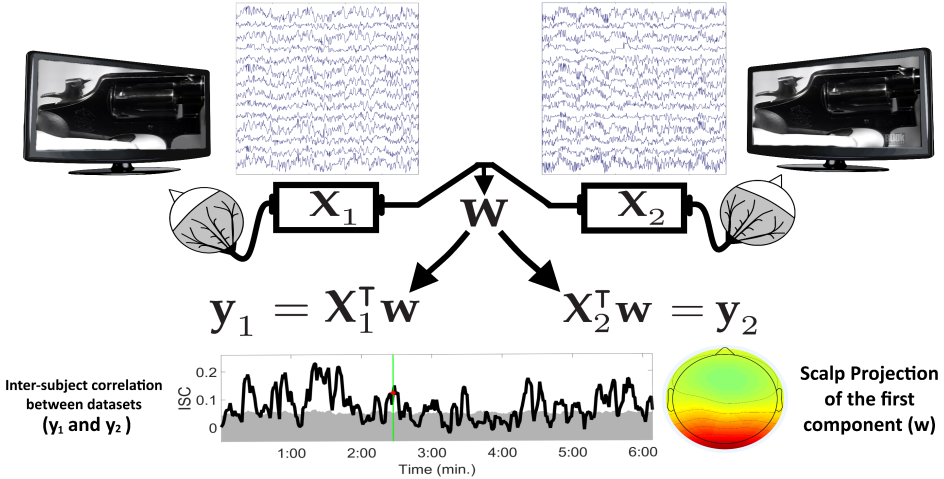 X₁
X₂
w
y₁ = X₁ᵀw
X₂ᵀw = y₂
Inter-subject correlation
between datasets
(y₁ and y₂ )
ISC
0.2
0.1
0
1:00
2:00
3:00
4:00
5:00
6:00
Time (min.)
Scalp Projection
of the first
component (w)